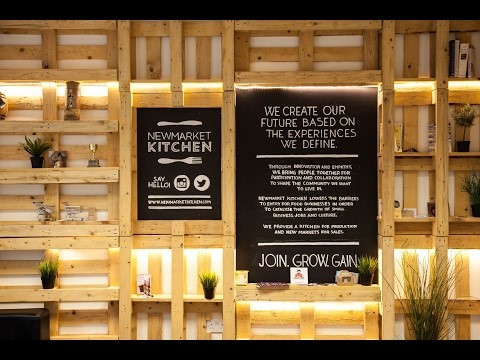 NEWMARKET
KITCHEN
SAY
HELLO!
WWW.NEWMARKETKITCHEN.COM
WE CREATE OUR
FUTURE BASED ON
THE EXPERIENCES
WE DEFINE.
THROUGH INNOVATION AND EMPATHY,
WE BRING PEOPLE TOGETHER FOR
PARTICIPATION AND COLLABORATION
TO SHAPE THE COMMUNITY WE WANT
TO LIVE IN.
NEWMARKET KITCHEN LOWERS THE BARRIERS
TO ENTRY FOR FOOD BUSINESSES IN ORDER
TO CATALYSE THE GROWTH OF SMALL
BUSINESS, JOBS AND CULTURE.
WE PROVIDE A KITCHEN FOR PRODUCTION
AND NEW MARKETS FOR SALES.
JOIN. GROW. GAIN.